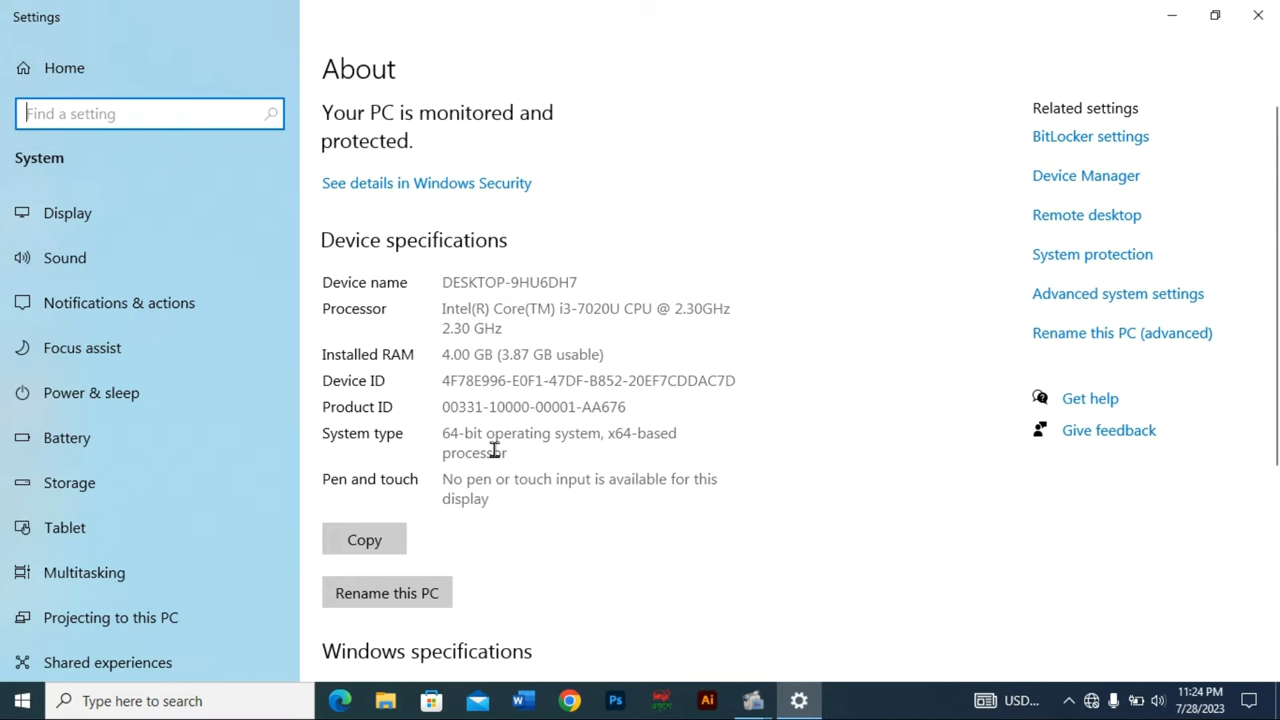 Settings
Home
Find a setting
System
Display
Sound
Notifications & actions
Focus assist
Power & sleep
Battery
Storage
Tablet
Multitasking
Projecting to this PC
Shared experiences
About
Your PC is monitored and
protected.
See details in Windows Security
Device specifications
Device name DESKTOP-9HU6DH7
Processor Intel(R) Core(TM) i3-7020U CPU @ 2.30GHz
2.30 GHz
Installed RAM 4.00 GB (3.87 GB usable)
Device ID 4F78E996-E0F1-47DF-B852-20EF7CDDAC7D
Product ID 00331-10000-00001-AA676
System type 64-bit operating system, x64-based
processor
Pen and touch No pen or touch input is available for this
display
Copy
Rename this PC
Windows specifications
Related settings
BitLocker settings
Device Manager
Remote desktop
System protection
Advanced system settings
Rename this PC (advanced)
Get help
Give feedback
Type here to search
W
Ps
Ai
USD...
11:24 PM
7/28/2023